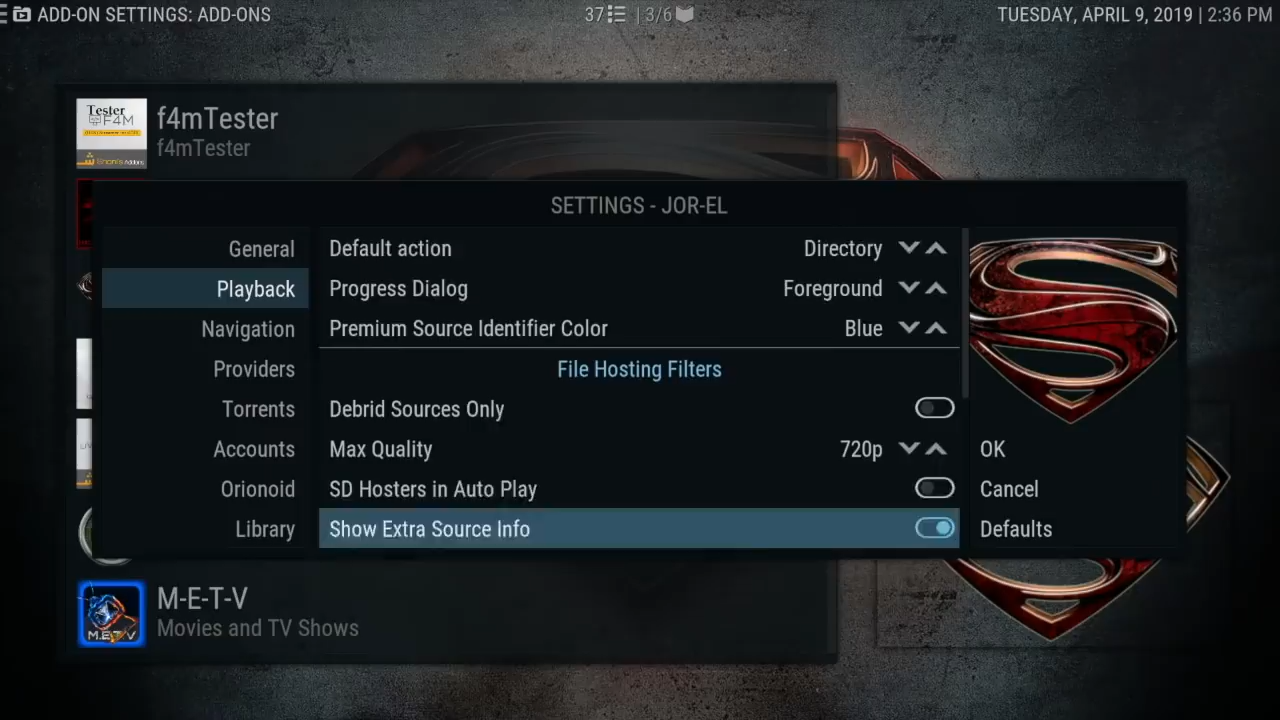 ADD-ON SETTINGS: ADD-ONS
37 | 3/6
TUESDAY, APRIL 9, 2019 | 2:36 PM
Tester
F4M
Shani's Addons
f4mTester
f4mTester
SETTINGS - JOR-EL
General
Playback
Navigation
Providers
Torrents
Accounts
Orionoid
Library
Default action
Directory
Progress Dialog
Foreground
Premium Source Identifier Color
Blue
File Hosting Filters
Debrid Sources Only
Max Quality
720p
SD Hosters in Auto Play
Show Extra Source Info
OK
Cancel
Defaults
M.E.T.V
M-E-T-V
Movies and TV Shows